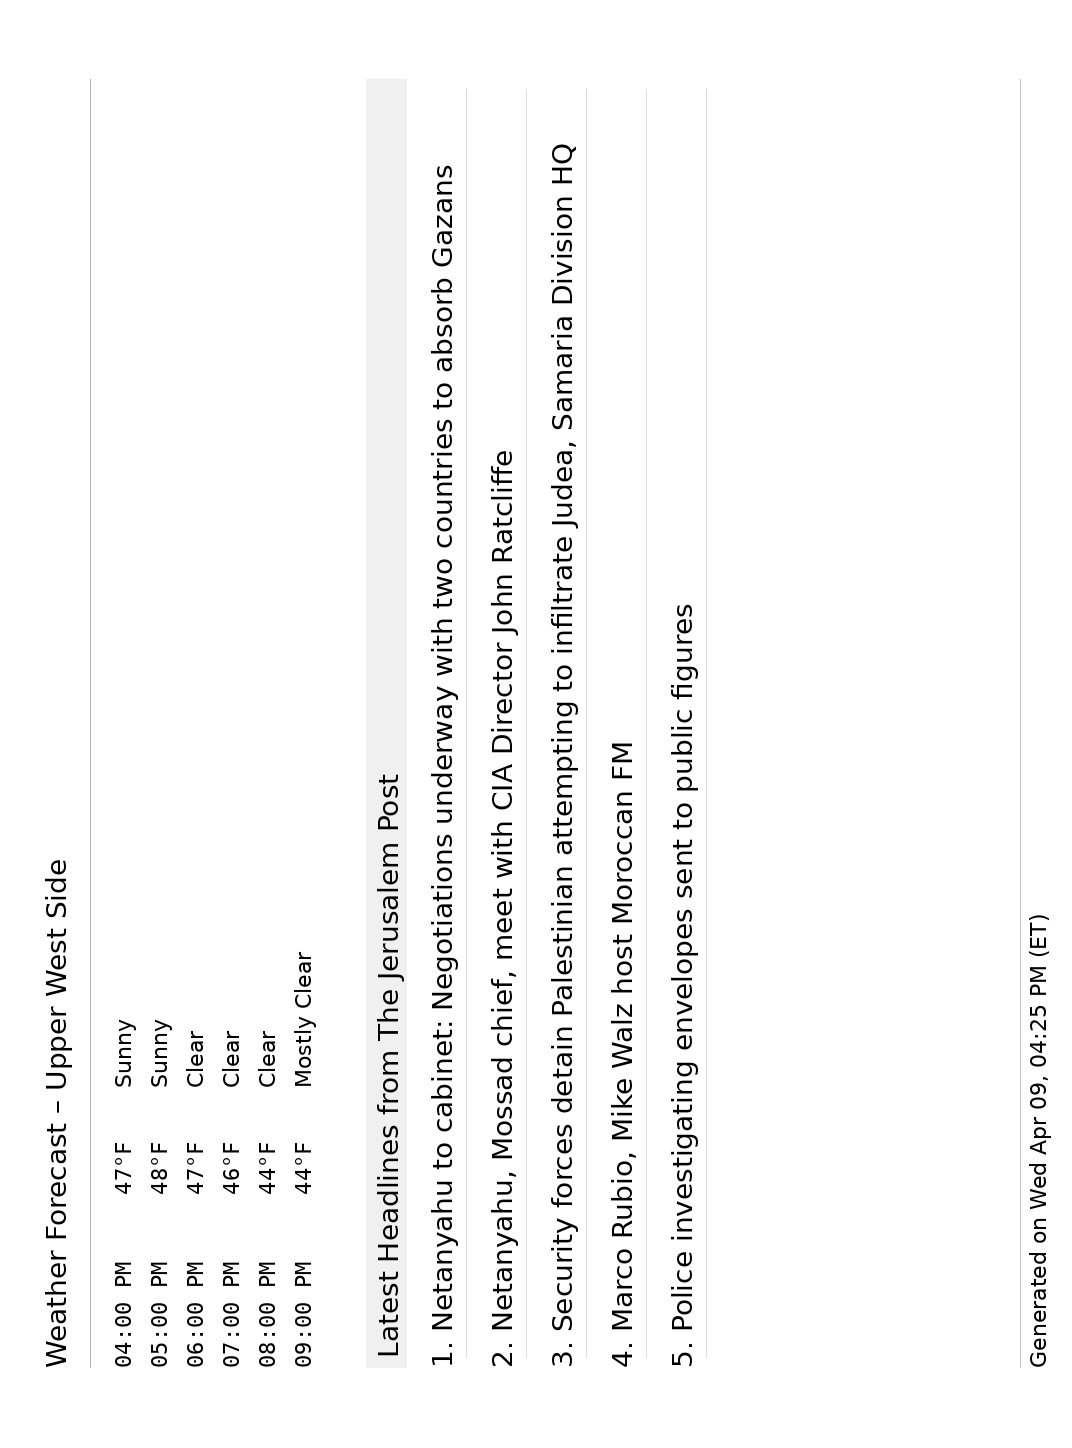 Weather Forecast – Upper West Side
04:00 PM 47°F Sunny
05:00 PM 48°F Sunny
06:00 PM 47°F Clear
07:00 PM 46°F Clear
08:00 PM 44°F Clear
09:00 PM 44°F Mostly Clear
Latest Headlines from The Jerusalem Post
1. Netanyahu to cabinet: Negotiations underway with two countries to absorb Gazans
2. Netanyahu, Mossad chief, meet with CIA Director John Ratcliffe
3. Security forces detain Palestinian attempting to infiltrate Judea, Samaria Division HQ
4. Marco Rubio, Mike Walz host Moroccan FM
5. Police investigating envelopes sent to public figures
Generated on Wed Apr 09, 04:25 PM (ET)